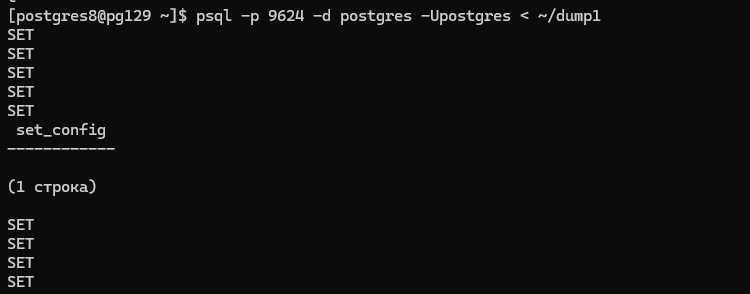 [postgres8@pg129 ~]$ psql -p 9624 -d postgres -Upostgres < ~/dump1
SET
SET
SET
SET
SET
 set_config
------------

(1 строка)

SET
SET
SET
SET